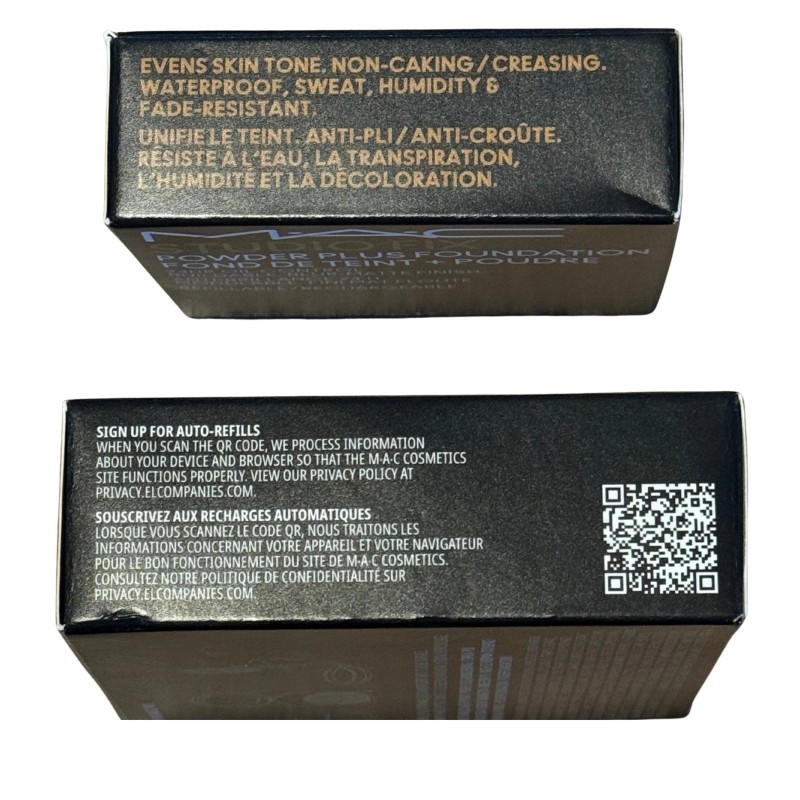 EVENS SKIN TONE. NON-CAKING / CREASING.
WATERPROOF, SWEAT, HUMIDITY &
FADE-RESISTANT.
UNIFIE LE TEINT. ANTI-PLI / ANTI-CROÛTE.
RÉSISTE À L'EAU, LA TRANSPIRATION,
L'HUMIDITÉ ET LA DÉCOLORATION.
M·A·C
STUDIO FIX
POWDER PLUS FOUNDATION
FOND DE TEINT + POUDRE
MATTE FINISH
SIGN UP FOR AUTO-REFILLS
WHEN YOU SCAN THE QR CODE, WE PROCESS INFORMATION
ABOUT YOUR DEVICE AND BROWSER SO THAT THE M·A·C COSMETICS
SITE FUNCTIONS PROPERLY. VIEW OUR PRIVACY POLICY AT
PRIVACY.ELCOMPANIES.COM.
SOUSCRIVEZ AUX RECHARGES AUTOMATIQUES
LORSQUE VOUS SCANNEZ LE CODE QR, NOUS TRAITONS LES
INFORMATIONS CONCERNANT VOTRE APPAREIL ET VOTRE NAVIGATEUR
POUR LE BON FONCTIONNEMENT DU SITE DE M·A·C COSMETICS.
CONSULTEZ NOTRE POLITIQUE DE CONFIDENTIALITÉ SUR
PRIVACY.ELCOMPANIES.COM.